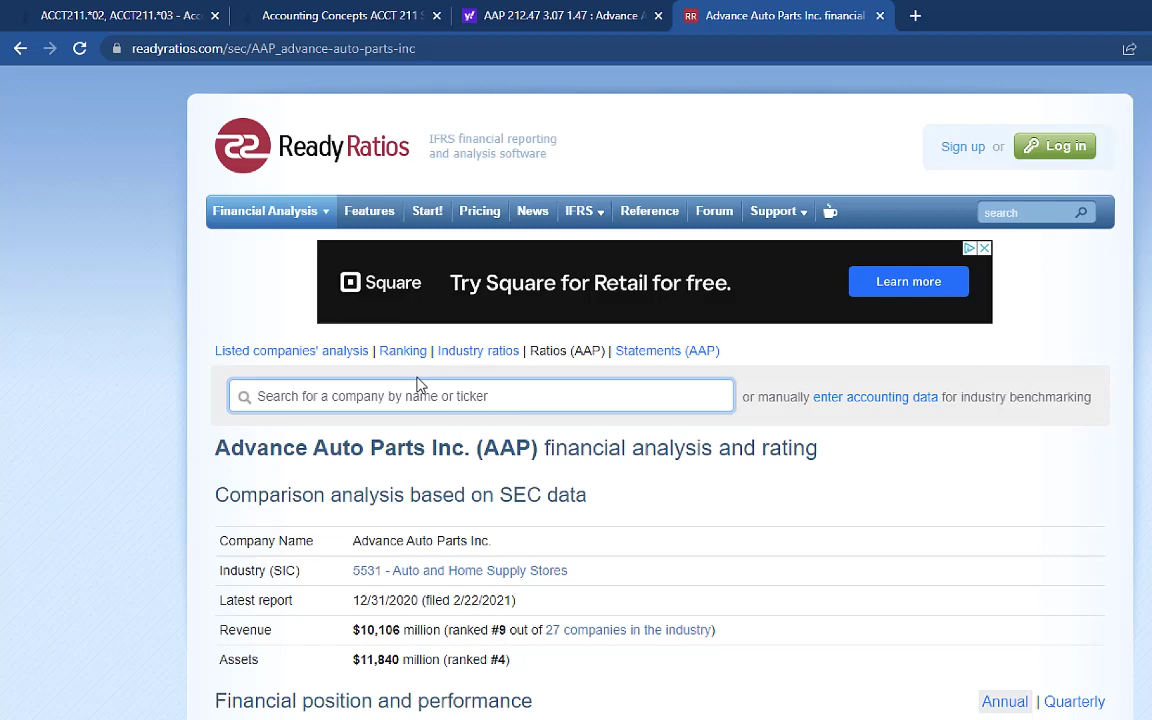 ACCT211.*02, ACCT211.*03 - Acc
Accounting Concepts ACCT 211 S
AAP 212.47 3.07 1.47 : Advance A
RR Advance Auto Parts Inc. financial
readyratios.com/sec/AAP_advance-auto-parts-inc
ReadyRatios
IFRS financial reporting
and analysis software
Sign up or Log in
Financial Analysis Features Start! Pricing News IFRS Reference Forum Support search
Square Try Square for Retail for free. Learn more
Listed companies' analysis | Ranking | Industry ratios | Ratios (AAP) | Statements (AAP)
Search for a company by name or ticker or manually enter accounting data for industry benchmarking
Advance Auto Parts Inc. (AAP) financial analysis and rating
Comparison analysis based on SEC data
Company Name Advance Auto Parts Inc.
Industry (SIC) 5531 - Auto and Home Supply Stores
Latest report 12/31/2020 (filed 2/22/2021)
Revenue $10,106 million (ranked #9 out of 27 companies in the industry)
Assets $11,840 million (ranked #4)
Financial position and performance Annual | Quarterly